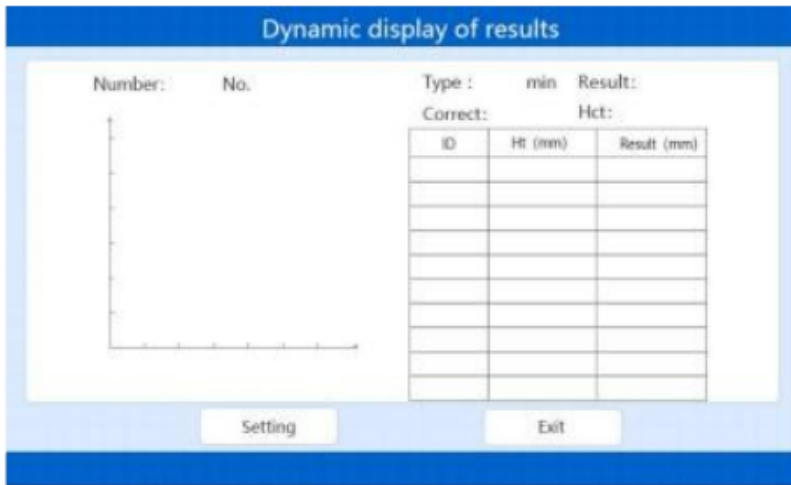 Dynamic display of results
Number: No.
Type : min Result:
Correct: Hct:
ID Ht (mm) Result (mm)
Setting Exit